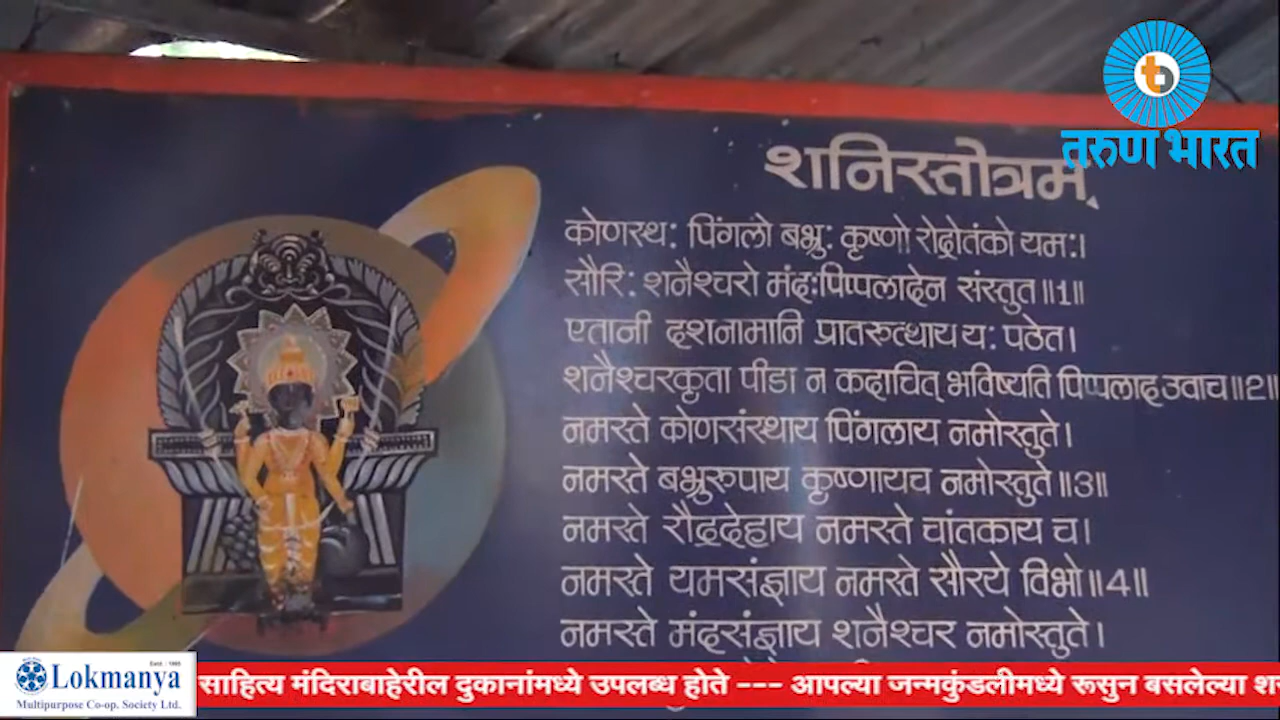 तरुण भारत
शनिस्तोत्रम्.
कोणस्थः पिंगलो बभ्रुः कृष्णो रोद्रोतंको यमः।
सौरिः शनैश्चरो मंदःपिप्पलादेन संस्तुत॥1॥
एतानी दशनामानि प्रातरुत्थाय यः पठेत।
शनैश्चरकृता पीडा न कदाचित् भविष्यति पिप्पलाद उवाच॥2॥
नमस्ते कोणसंस्थाय पिंगलाय नमोस्तुते।
नमस्ते बभ्रुरुपाय कृष्णायच नमोस्तुते॥3॥
नमस्ते रौद्रदेहाय नमस्ते चांतकाय च।
नमस्ते यमसंज्ञाय नमस्ते सौरये विभो॥4॥
नमस्ते मंदसंज्ञाय शनैश्चर नमोस्तुते।
Estd : 1995
Lokmanya
Multipurpose Co-op. Society Ltd.
साहित्य मंदिराबाहेरील दुकानांमध्ये उपलब्ध होते --- आपल्या जन्मकुंडलीमध्ये रूसुन बसलेल्या श